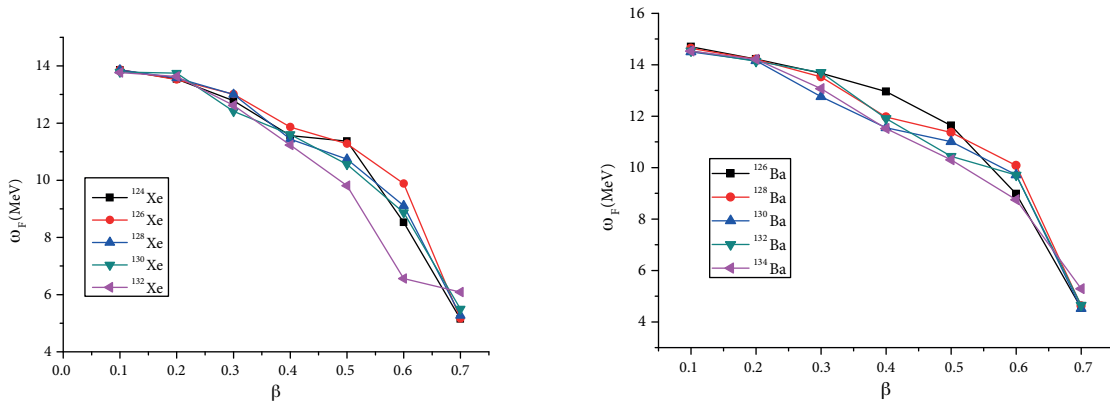 16
14
12
10
8
6
4
0.0 0.1 0.2 0.3 0.4 0.5 0.6 0.7
β
ω_F(MeV)
¹²⁴Xe
¹²⁶Xe
¹²⁸Xe
¹³⁰Xe
¹³²Xe
16
14
12
10
8
6
4
0.1 0.2 0.3 0.4 0.5 0.6 0.7
β
ω_F(MeV)
¹²⁶Ba
¹²⁸Ba
¹³⁰Ba
¹³²Ba
¹³⁴Ba